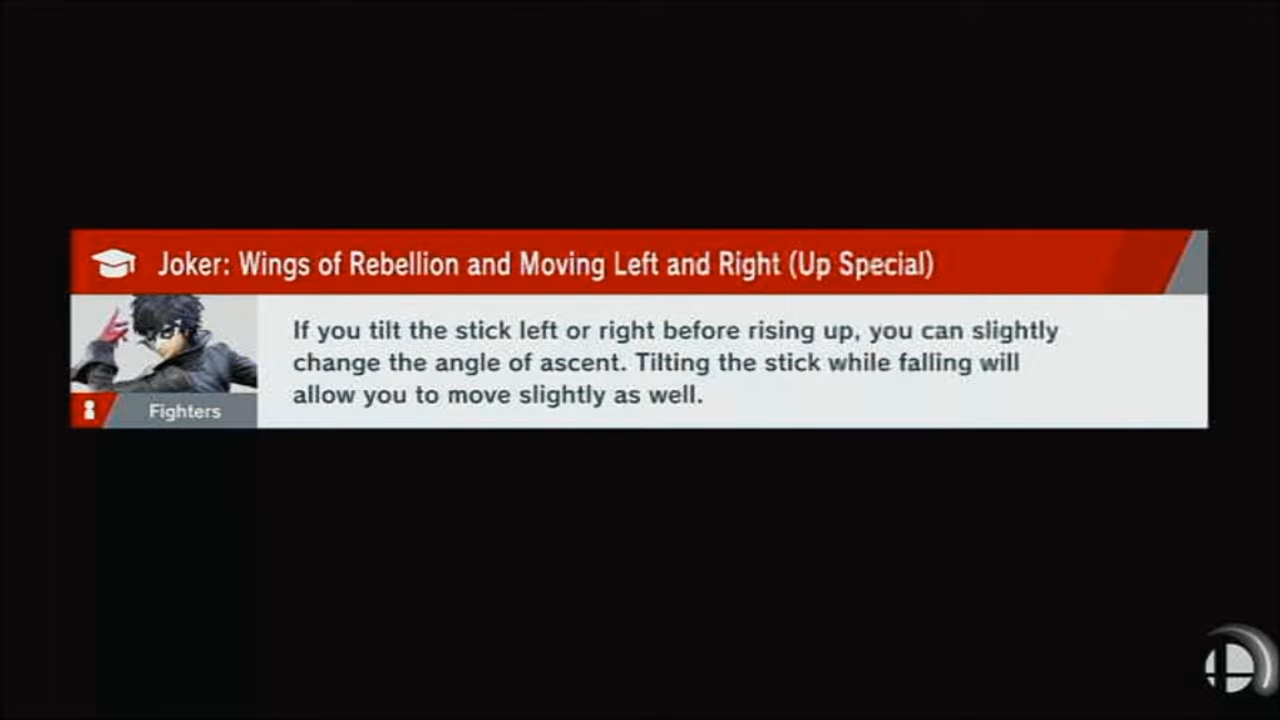 Joker: Wings of Rebellion and Moving Left and Right (Up Special)
If you tilt the stick left or right before rising up, you can slightly
change the angle of ascent. Tilting the stick while falling will
allow you to move slightly as well.
Fighters